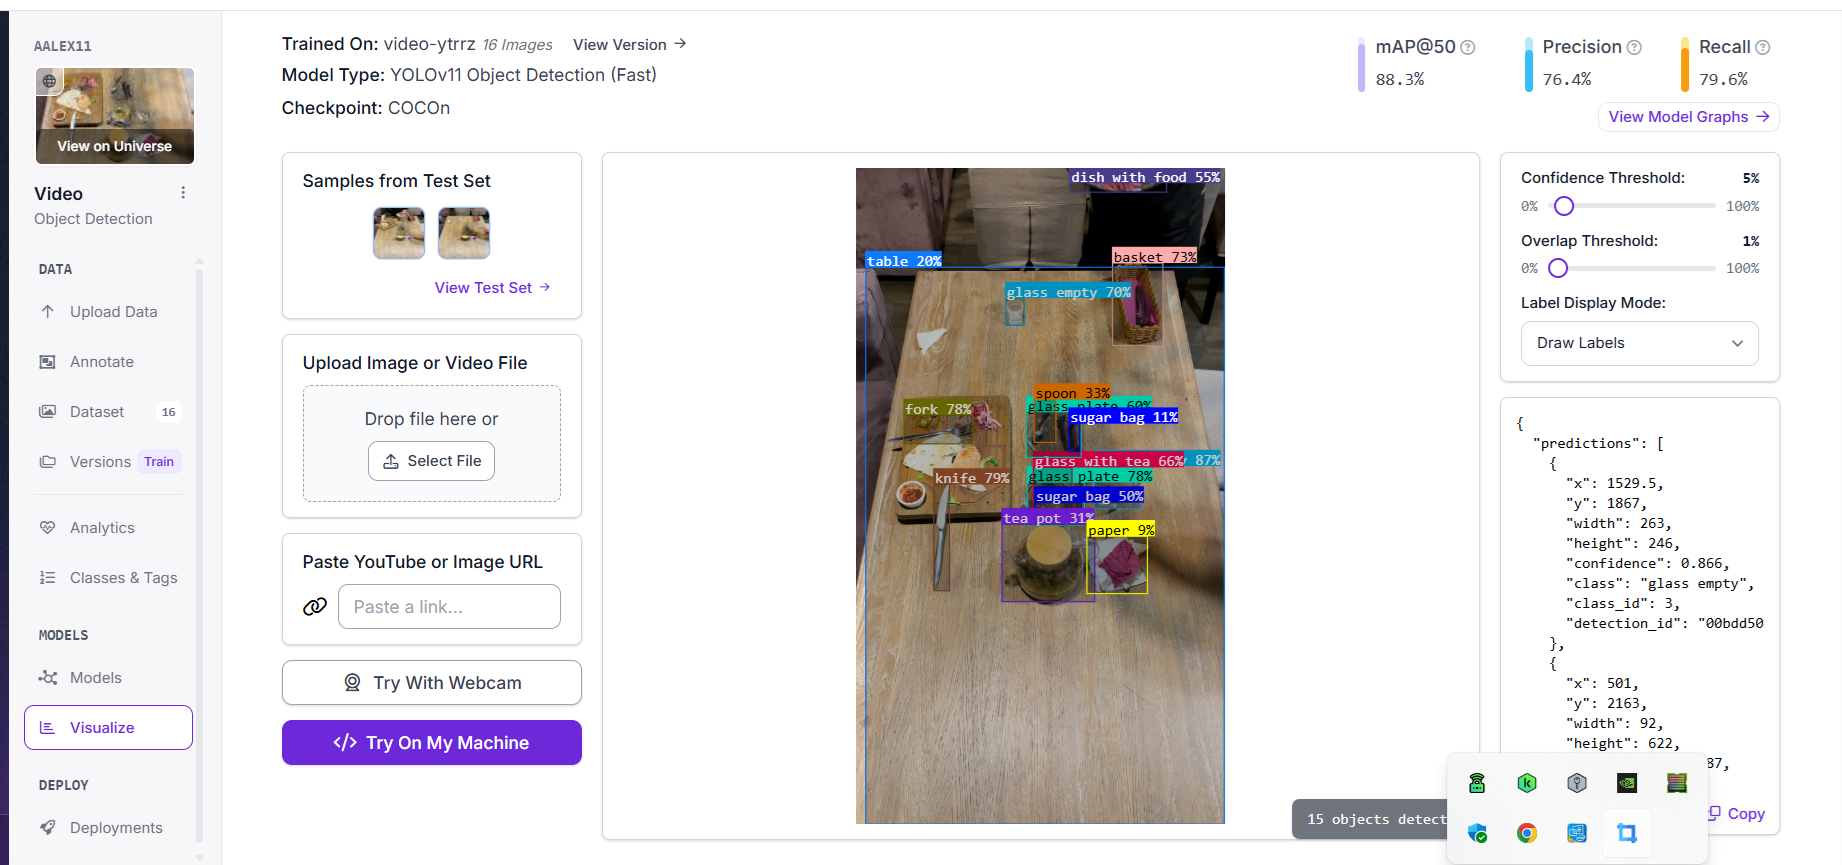 AALEX11
View on Universe
Video
Object Detection
DATA
Upload Data
Annotate
Dataset 16
Versions Train
Analytics
Classes & Tags
MODELS
Models
Visualize
DEPLOY
Deployments
Trained On: video-ytrrz 16 Images View Version →
Model Type: YOLOv11 Object Detection (Fast)
Checkpoint: COCOn
mAP@50 ?
88.3%
Precision ?
76.4%
Recall ?
79.6%
View Model Graphs →
Samples from Test Set
View Test Set →
Upload Image or Video File
Drop file here or
Select File
Paste YouTube or Image URL
Paste a link...
Try With Webcam
</> Try On My Machine
dish with food 55%
table 20%
basket 73%
glass empty 70%
spoon 33%
fork 78%
glass plate 60%
sugar bag 11%
glass with tea 66%
87%
knife 79%
glass plate 78%
sugar bag 50%
tea pot 31%
paper 9%
15 objects detect
Confidence Threshold: 5%
0% 100%
Overlap Threshold: 1%
0% 100%
Label Display Mode:
Draw Labels
{
"predictions": [
{
"x": 1529.5,
"y": 1867,
"width": 263,
"height": 246,
"confidence": 0.866,
"class": "glass empty",
"class_id": 3,
"detection_id": "00bdd50
},
{
"x": 501,
"y": 2163,
"width": 92,
"height": 622,
87,
Copy